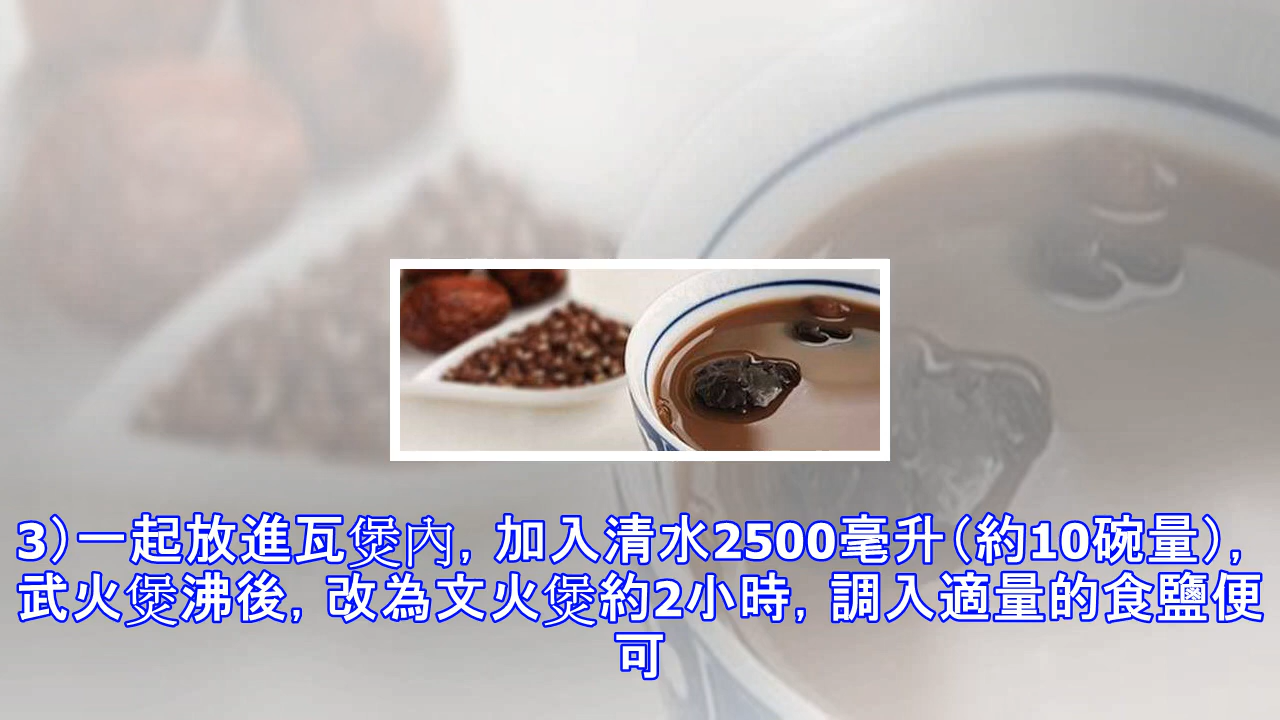 3)一起放進瓦煲內,加入清水2500毫升(約10碗量),
武火煲沸後,改為文火煲約2小時,調入適量的食鹽便
可